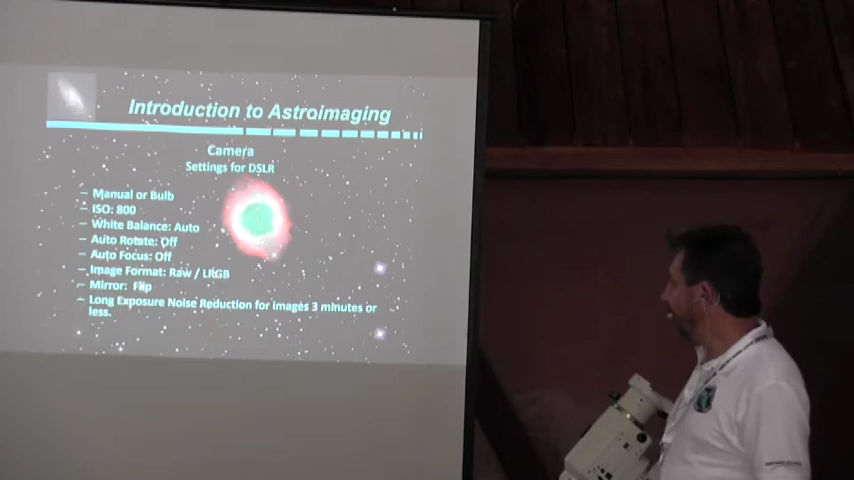 Introduction to Astroimaging
Camera
Settings for DSLR
– Manual or Bulb
– ISO: 800
– White Balance: Auto
– Auto Rotate: Off
– Auto Focus: Off
– Image Format: Raw / LRGB
– Mirror: Flip
– Long Exposure Noise Reduction for images 3 minutes or
less.